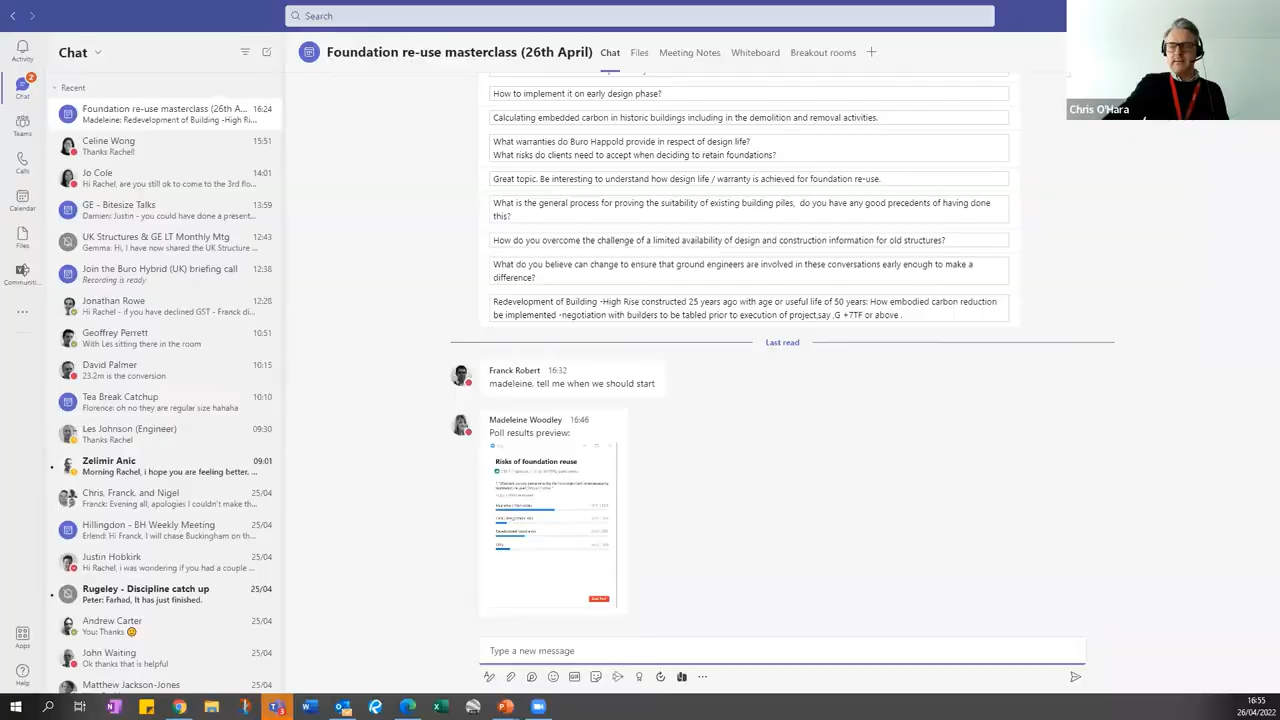 Search
Activity
Chat
2
Teams
Calls
Calendar
Files
Communiti...
Apps
Help
Chat
Recent
Foundation re-use masterclass (26th A... 16:24
Madeleine: Redevelopment of Building -High Ri...
Celine Wong 15:51
Thanks Rachel!
Jo Cole 14:01
Hi Rachel, are you still ok to come to the 3rd flo...
GE - Bitesize Talks 13:59
Damien: Justin - you could have done a present...
UK Structures & GE LT Monthly Mtg 12:43
Gemma: Hi, I have now shared the UK Structure ...
Join the Buro Hybrid (UK) briefing call 12:38
Recording is ready
Jonathan Rowe 12:28
Hi Rachel - if you have declined GST - Franck di...
Geoffrey Perrett 10:51
With Les sitting there in the room
David Palmer 10:15
23.2m is the conversion
Tea Break Catchup 10:10
Florence: oh no they are regular size hahaha
Les Johnson (Engineer) 09:30
Thanks Rachel
Zelimir Anic 09:01
Morning Rachel, i hope you are feeling better. ...
Chris, Franck, and Nigel 25/04
Franck: Evening all, apologies I couldn't make th...
Hillingdon - BH Weekly Meeting 25/04
Erlend: Hi Franck, I will chase Buckingham on th...
Justin Hobkirk 25/04
Hi Rachel, i was wondering if you had a couple ...
Rugeley - Discipline catch up 25/04
Peter: Farhad, It has just finished.
Andrew Carter 25/04
You: Thanks
John Waiting 25/04
Ok thanks that is helpful
Matthew Jackson-Jones 25/04
Foundation re-use masterclass (26th April) Chat Files Meeting Notes Whiteboard Breakout rooms
How to implement it on early design phase?
Calculating embedded carbon in historic buildings including in the demolition and removal activities.
What warranties do Buro Happold provide in respect of design life?
What risks do clients need to accept when deciding to retain foundations?
Great topic. Be interesting to understand how design life / warranty is achieved for foundation re-use.
What is the general process for proving the suitability of existing building piles, do you have any good precedents of having done
this?
How do you overcome the challenge of a limited availability of design and construction information for old structures?
What do you believe can change to ensure that ground engineers are involved in these conversations early enough to make a
difference?
Redevelopment of Building -High Rise constructed 25 years ago with age or useful life of 50 years: How embodied carbon reduction
be implemented -negotiation with builders to be tabled prior to execution of project,say ,G +7TF or above .
Last read
Franck Robert 16:32
madeleine, tell me when we should start
Madeleine Woodley 16:46
Poll results preview:
Risks of foundation reuse
Type a new message
Chris O'Hara
16:55
26/04/2022